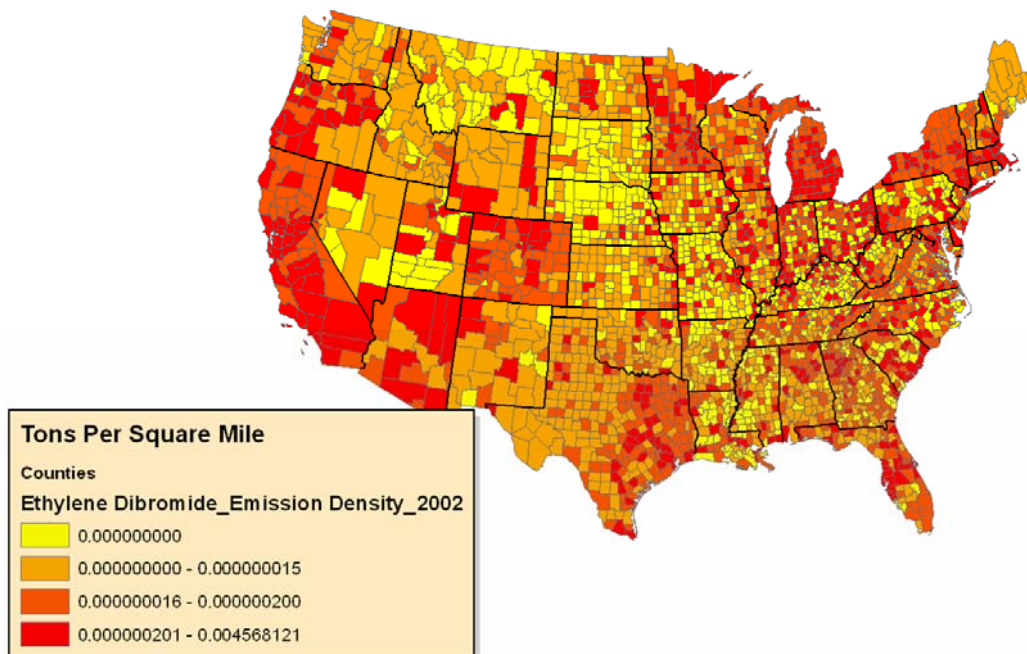 Tons Per Square Mile
Counties
Ethylene Dibromide_Emission Density_2002
0.000000000
0.000000000 - 0.000000015
0.000000016 - 0.000000200
0.000000201 - 0.004568121